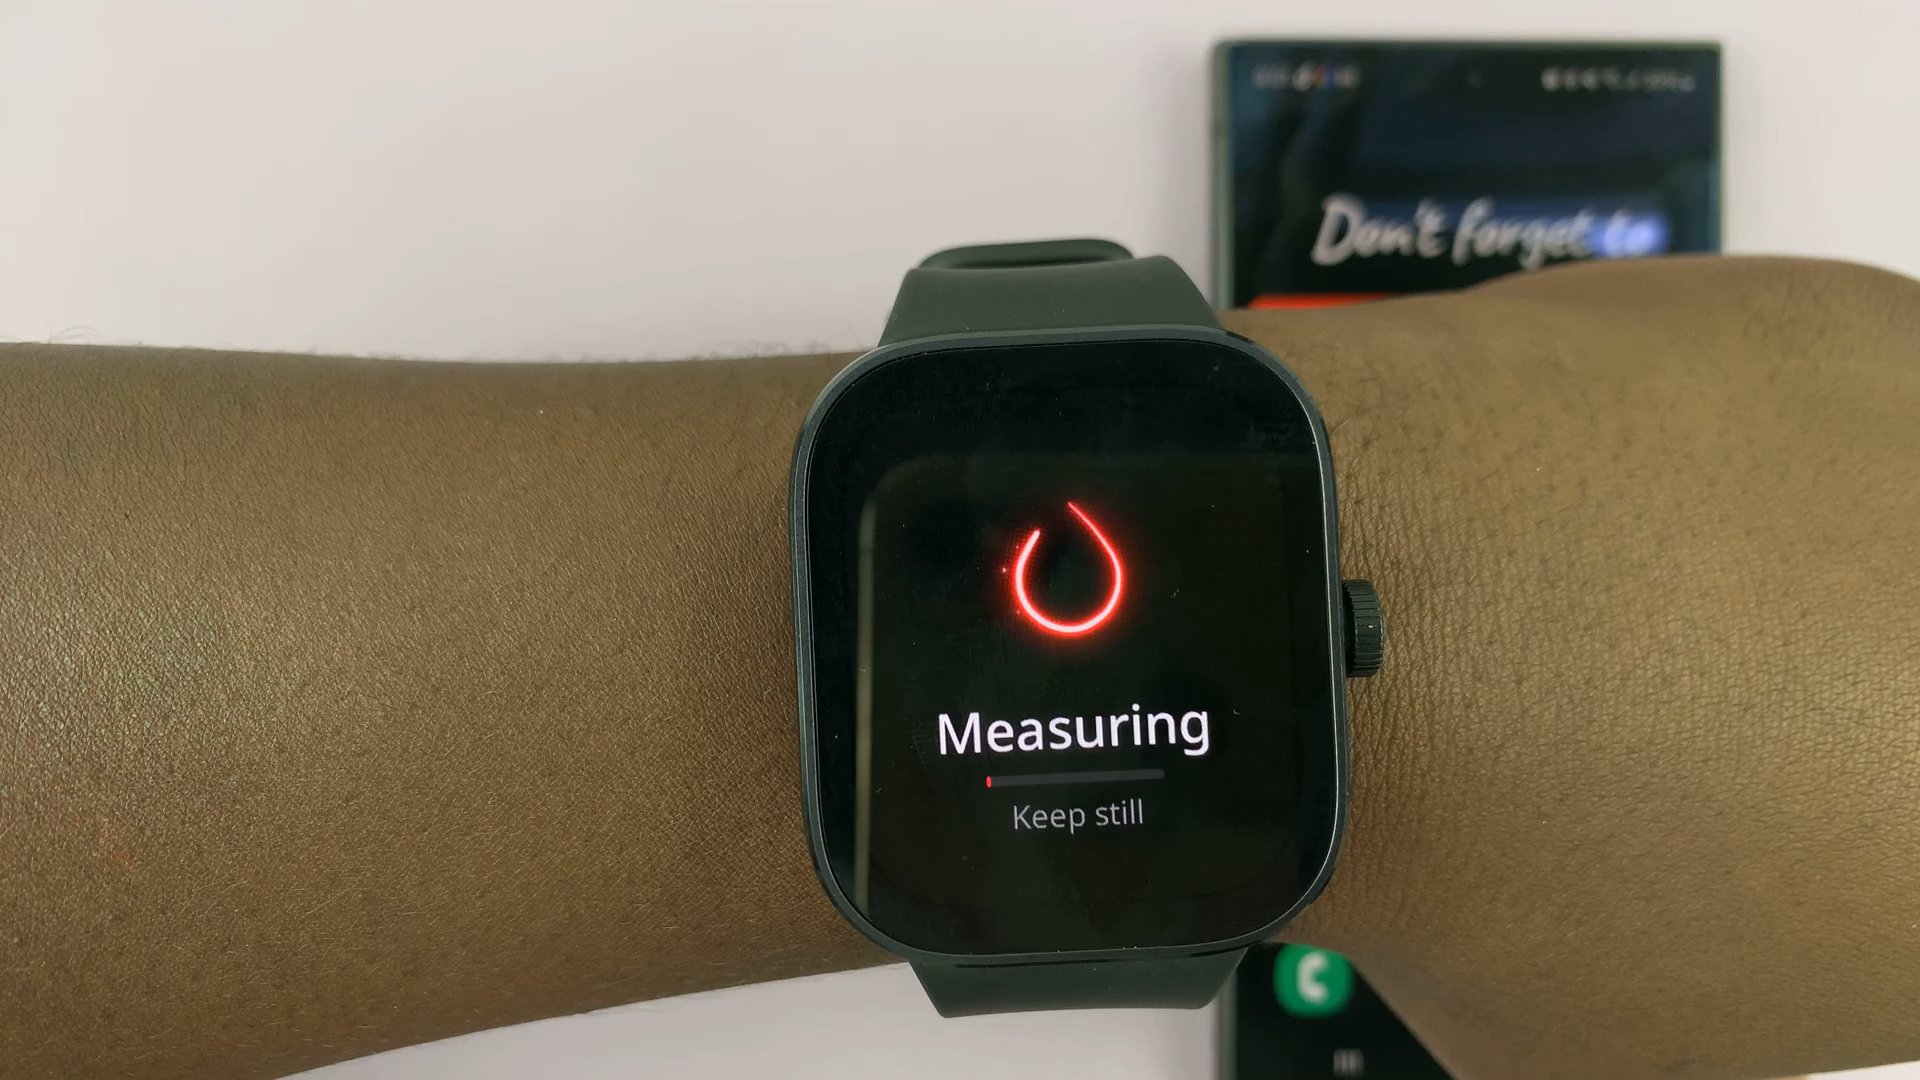 Don't forget to
Measuring
Keep still